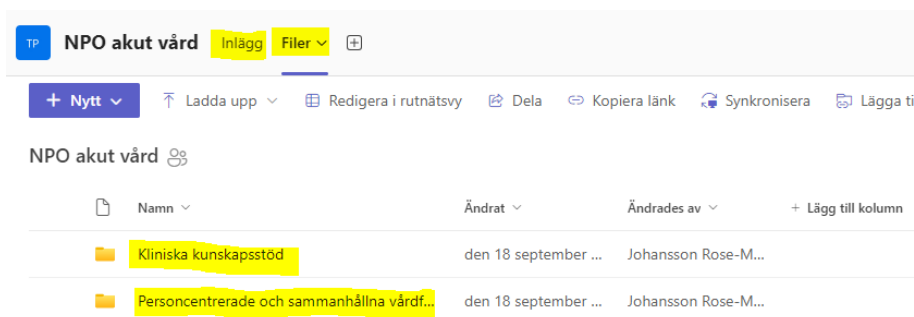 TP NPO akut vård Inlägg Filer
+ Nytt Ladda upp Redigera i rutnätsvy Dela Kopiera länk Synkronisera Lägga ti
NPO akut vård
Namn Ändrat Ändrades av + Lägg till kolumn
Kliniska kunskapsstöd den 18 september ... Johansson Rose-M...
Personcentrerade och sammanhållna vårdf... den 18 september ... Johansson Rose-M...